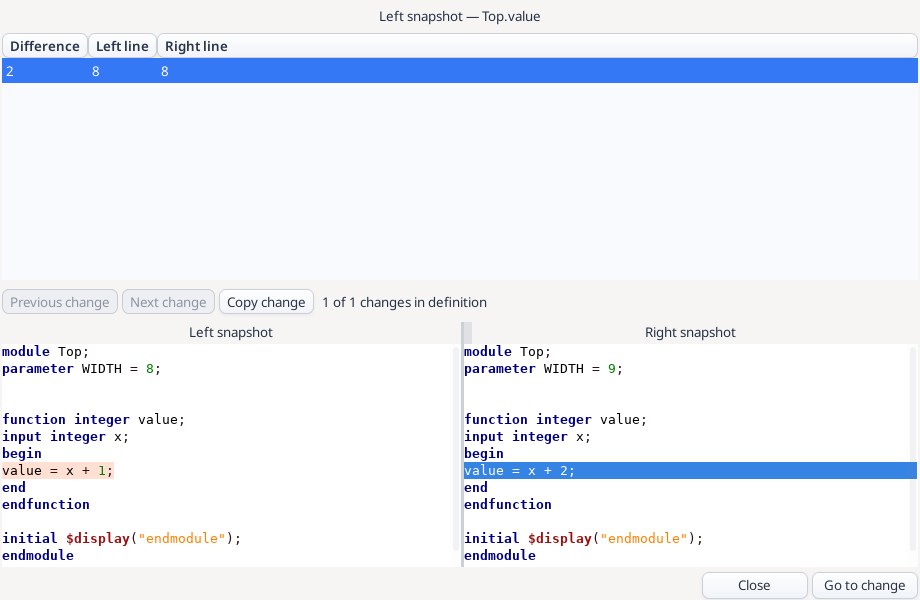 Left snapshot — Top.value
Difference Left line Right line
2 8 8
Previous change Next change Copy change 1 of 1 changes in definition
Left snapshot
module Top;
parameter WIDTH = 8;
function integer value;
input integer x;
begin
value = x + 1;
end
endfunction
initial $display("endmodule");
endmodule
Right snapshot
module Top;
parameter WIDTH = 9;
function integer value;
input integer x;
begin
value = x + 2;
end
endfunction
initial $display("endmodule");
endmodule
Close Go to change